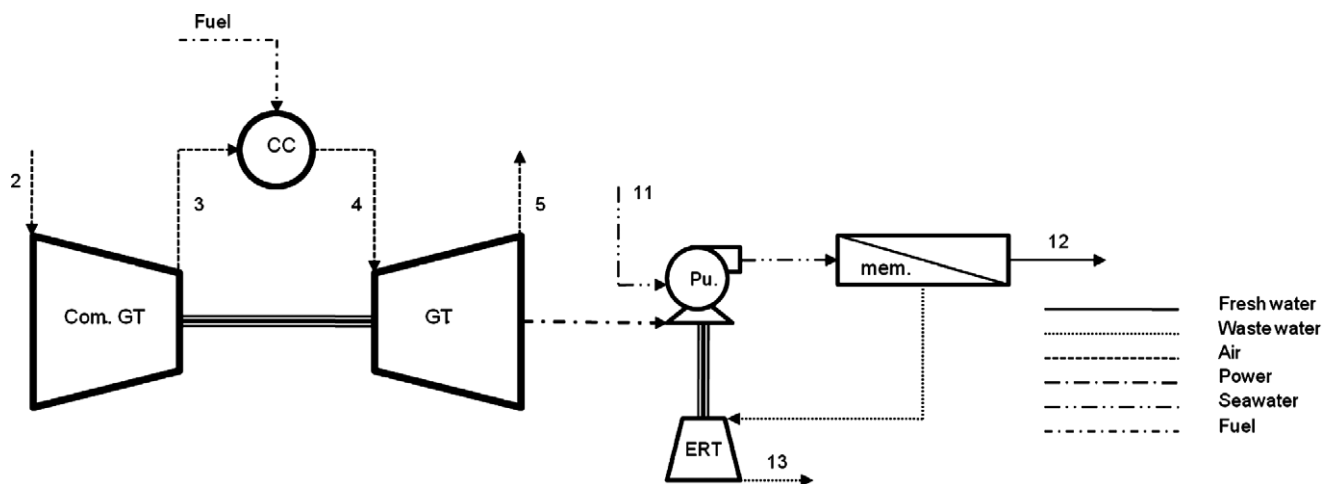 Fuel
CC
2
3
4
5
11
12
Pu.
mem.
Com. GT
GT
Fresh water
Waste water
Air
Power
Seawater
Fuel
ERT
13